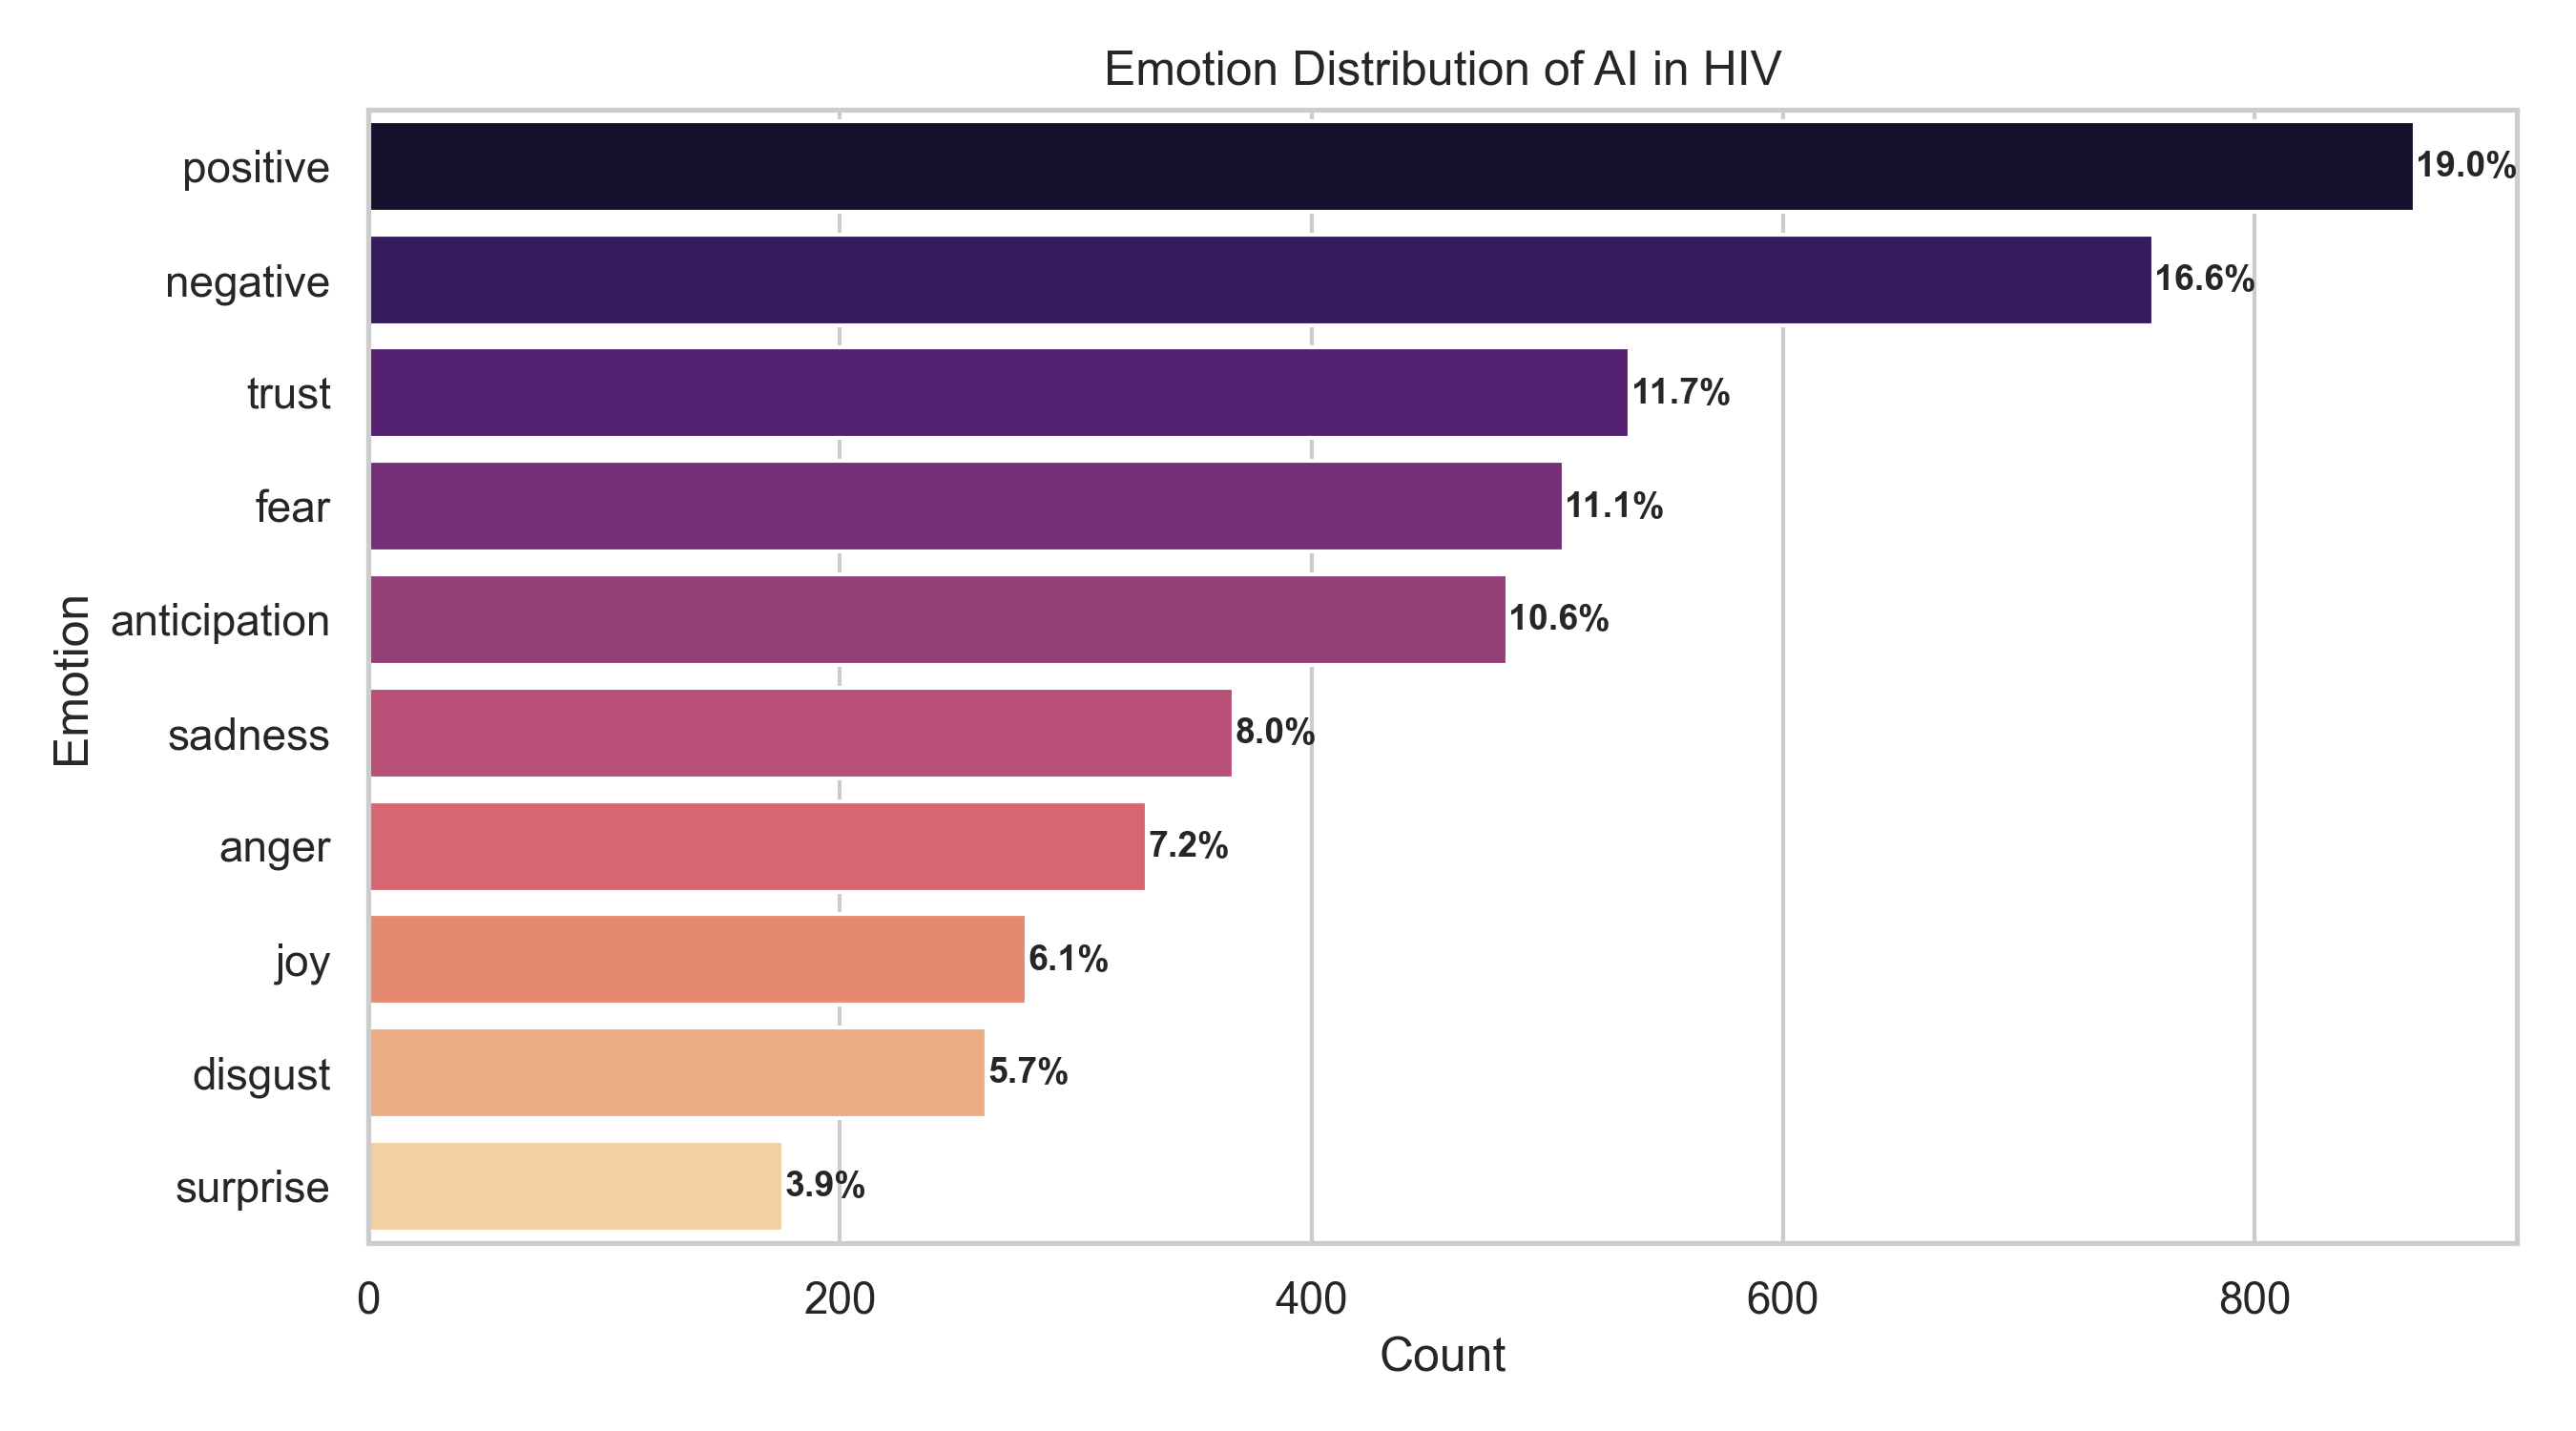 Emotion Distribution of AI in HIV
positive 19.0%
negative 16.6%
trust 11.7%
fear 11.1%
anticipation 10.6%
sadness 8.0%
anger 7.2%
joy 6.1%
disgust 5.7%
surprise 3.9%
Emotion
0 200 400 600 800
Count